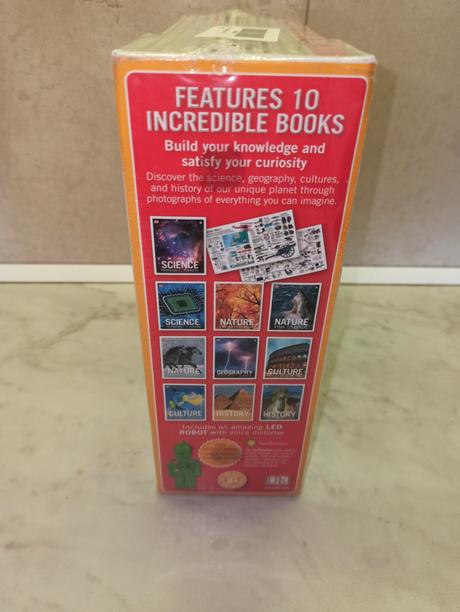 FEATURES 10
INCREDIBLE BOOKS
Build your knowledge and
satisfy your curiosity
Discover the science, geography, cultures,
and history of our unique planet through
photographs of everything you can imagine.
SCIENCE
SCIENCE
NATURE
NATURE
NATURE
GEOGRAPHY
CULTURE
CULTURE
HISTORY
HISTORY
Includes an amazing LED
ROBOT with voice distorter
Smithsonian
8+
DK